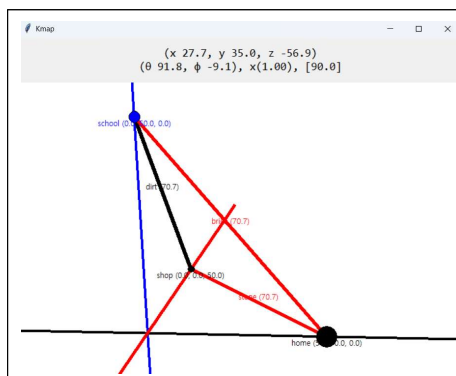 Kmap
(x 27.7, y 35.0, z -56.9)
(θ 91.8, ϕ -9.1), x(1.00), [90.0]
school (0.0, 50.0, 0.0)
dirt (70.7)
(70.7)
shop (0.0, 0.0, 50.0)
(70.7)
home
0.0, 0.0)